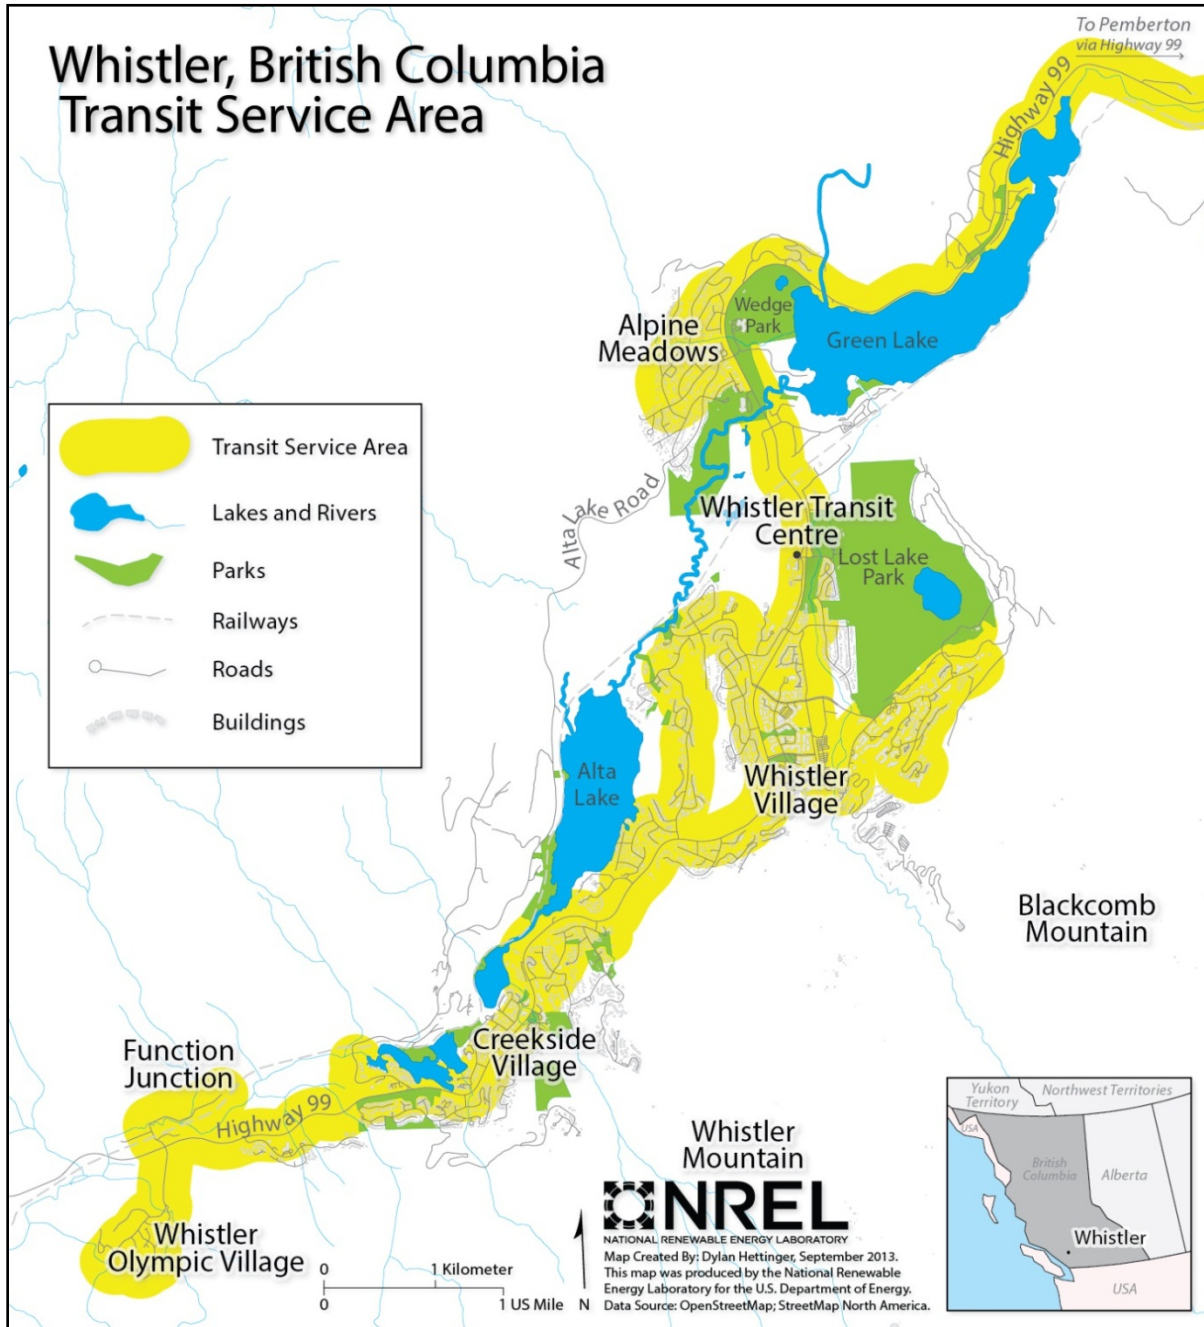 Whistler, British Columbia
Transit Service Area
To Pemberton
via Highway 99
Highway 99
Wedge
Park
Green Lake
Alpine
Meadows
Transit Service Area
Lakes and Rivers
Parks
Railways
Roads
Buildings
Alta Lake Road
Whistler Transit
Centre
Lost Lake
Park
Alta
Lake
Whistler
Village
Blackcomb
Mountain
Creekside
Village
Function
Junction
Highway 99
Whistler
Mountain
Whistler
Olympic Village
0 1 Kilometer
0 1 US Mile
N
NREL
NATIONAL RENEWABLE ENERGY LABORATORY
Map Created By: Dylan Hettinger, September 2013.
This map was produced by the National Renewable
Energy Laboratory for the U.S. Department of Energy.
Data Source: OpenStreetMap; StreetMap North America.
Yukon
Territory
Northwest Territories
USA
British
Columbia
Alberta
Whistler
USA